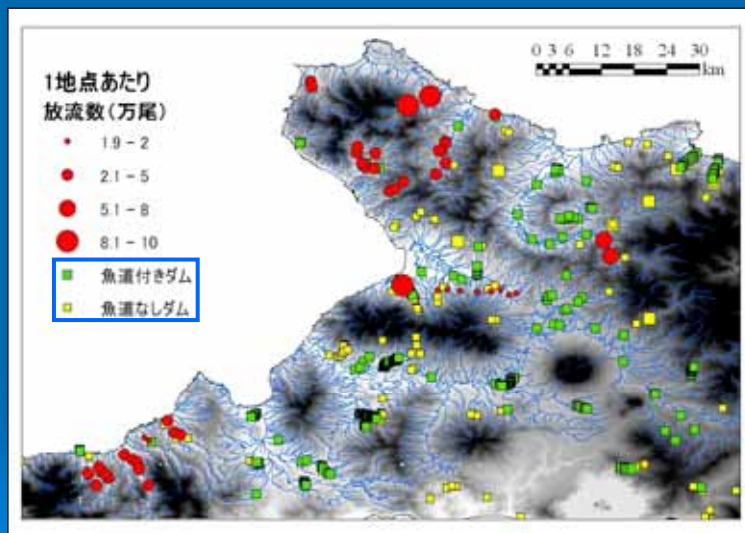 1地点あたり
放流数(万尾)
1.9 - 2
2.1 - 5
5.1 - 8
8.1 - 10
魚道付きダム
魚道なしダム
0 3 6 12 18 24 30
km